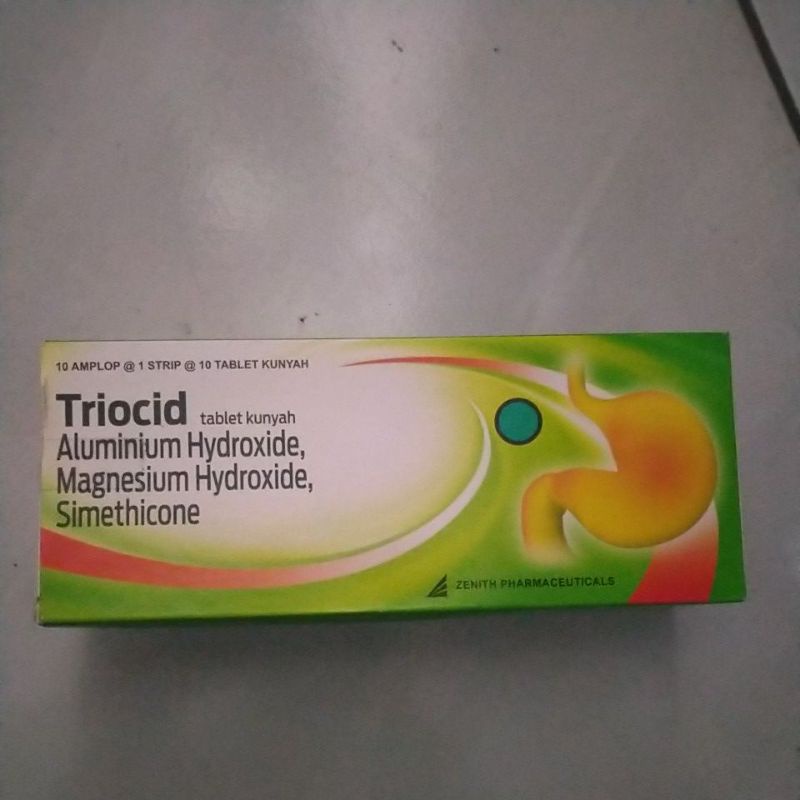 10 AMPLOP @ 1 STRIP @ 10 TABLET KUNYAH
Triocid tablet kunyah
Aluminium Hydroxide,
Magnesium Hydroxide,
Simethicone
ZENITH PHARMACEUTICALS